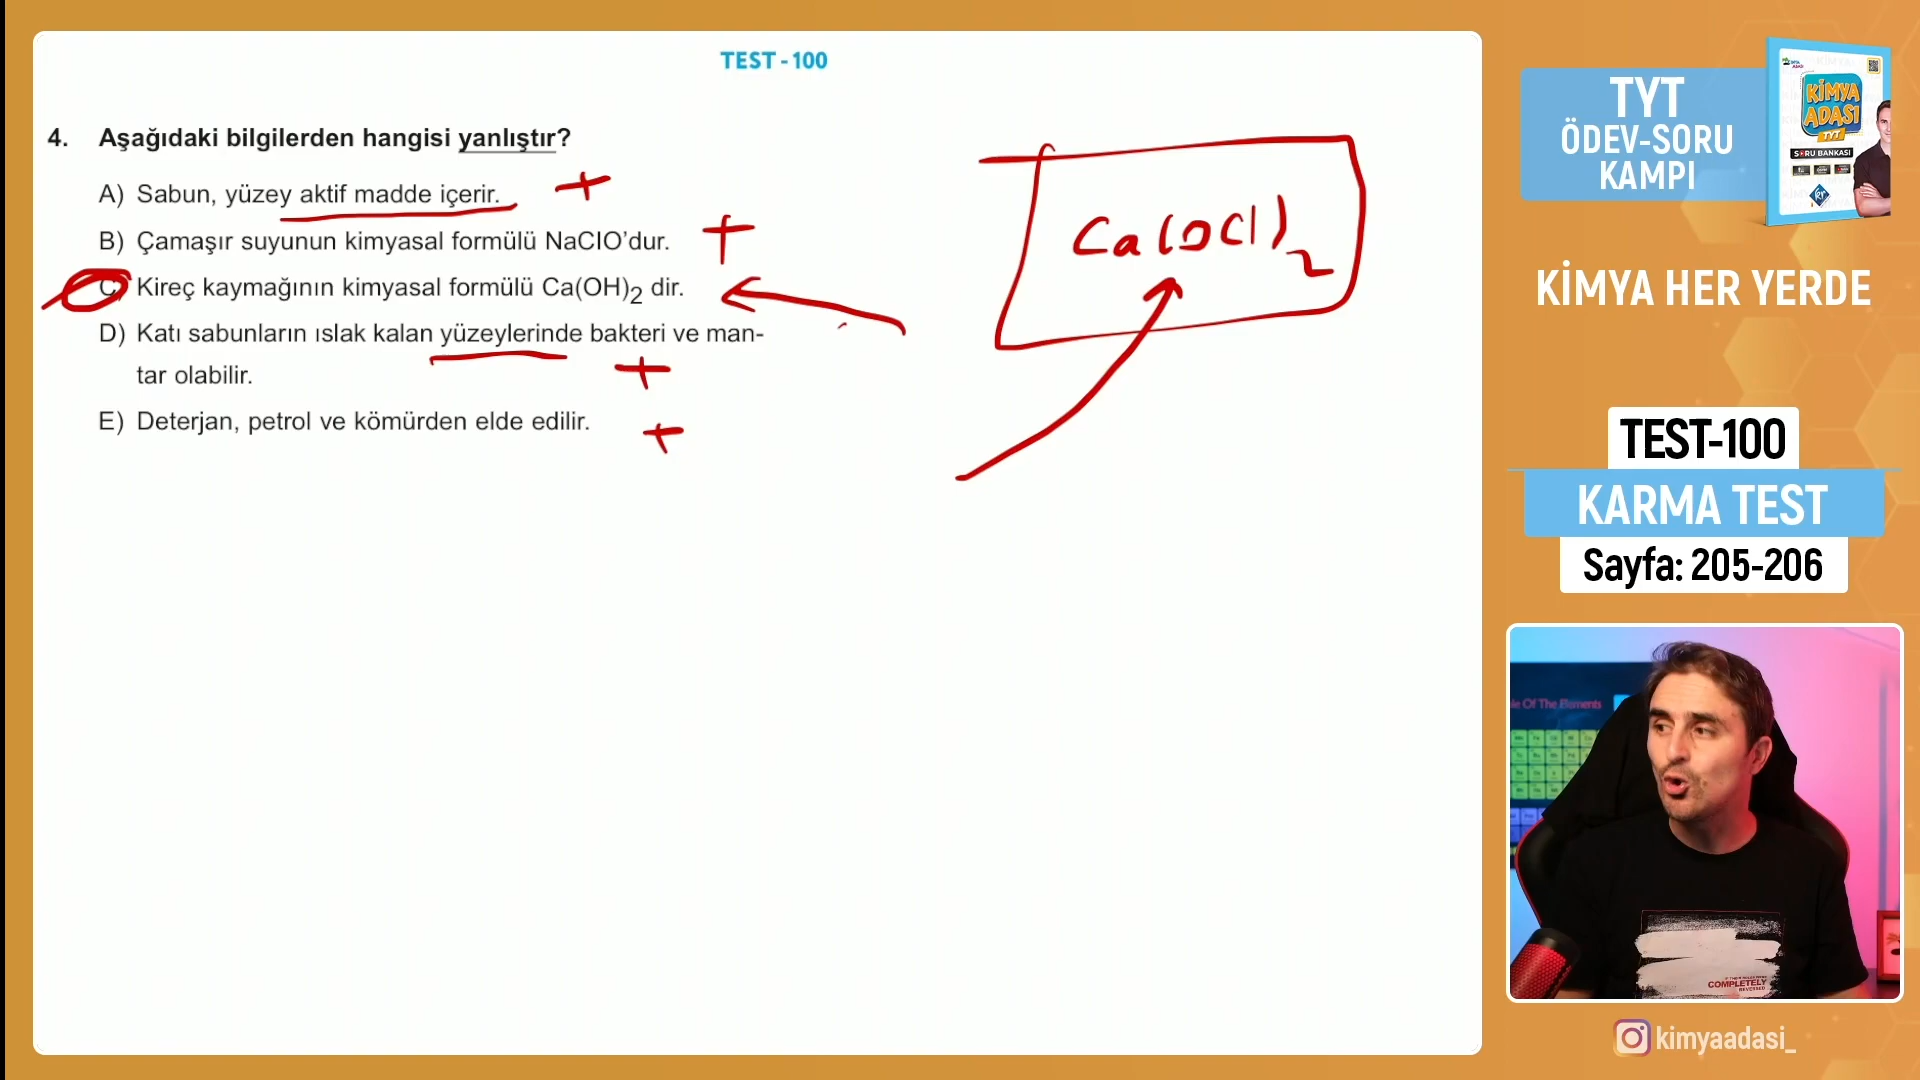 TEST - 100
4. Aşağıdaki bilgilerden hangisi yanlıştır?
A) Sabun, yüzey aktif madde içerir. +
B) Çamaşır suyunun kimyasal formülü NaClO’dur. +
C) Kireç kaymağının kimyasal formülü Ca(OH)2 dir.
D) Katı sabunların ıslak kalan yüzeylerinde bakteri ve man-
tar olabilir. +
E) Deterjan, petrol ve kömürden elde edilir. +
Ca(OCl)2
TYT
ÖDEV-SORU
KAMPI
KİMYA
ADASI
TYT
SORU BANKASI
KİMYA HER YERDE
TEST-100
KARMA TEST
Sayfa: 205-206
Of The Elements
COMPLETELY
kimyaadasi_